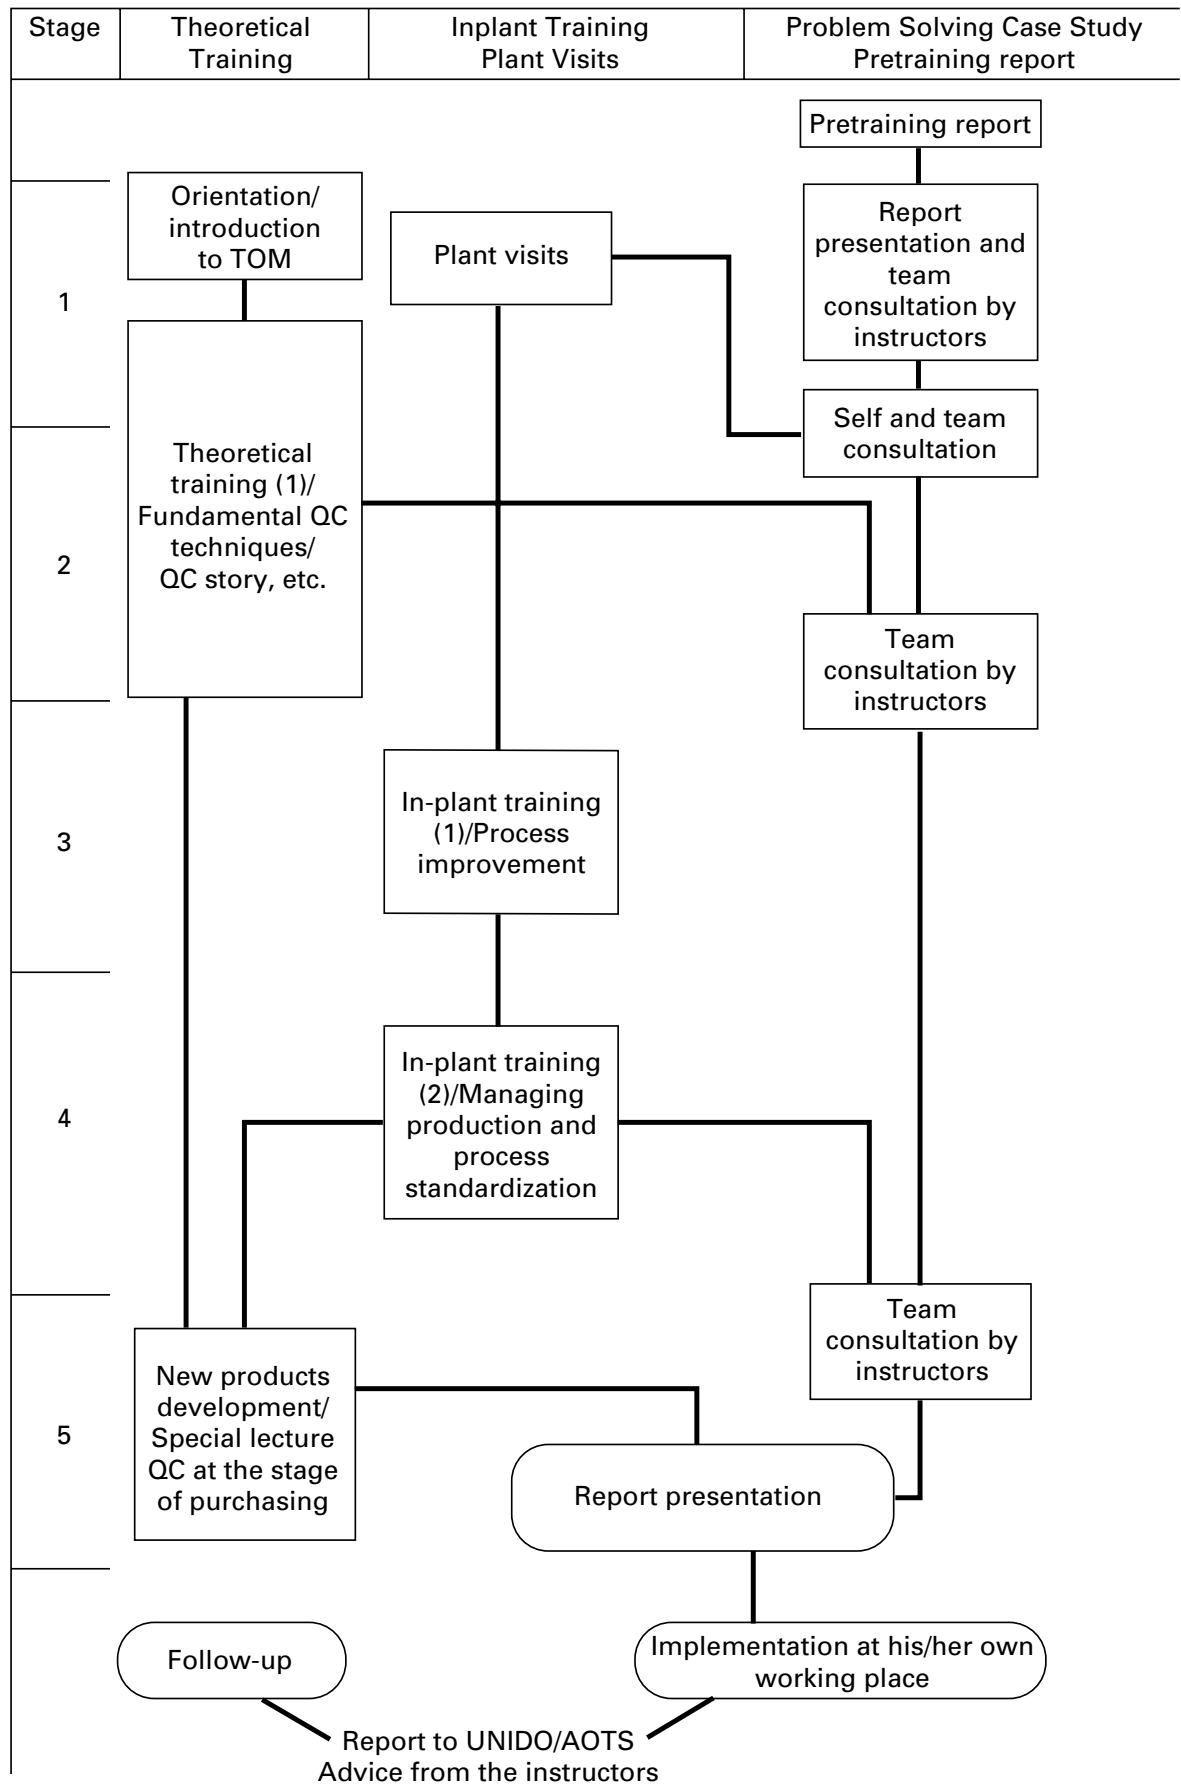 Stage
Theoretical
Training
Inplant Training
Plant Visits
Problem Solving Case Study
Pretraining report
Pretraining report
Orientation/
introduction
to TOM
Plant visits
Report
presentation and
team
consultation by
instructors
1
Self and team
consultation
Theoretical
training (1)/
Fundamental QC
techniques/
QC story, etc.
2
Team
consultation by
instructors
3
In-plant training
(1)/Process
improvement
4
In-plant training
(2)/Managing
production and
process
standardization
Team
consultation by
instructors
5
New products
development/
Special lecture
QC at the stage
of purchasing
Report presentation
Follow-up
Implementation at his/her own
working place
Report to UNIDO/AOTS
Advice from the instructors